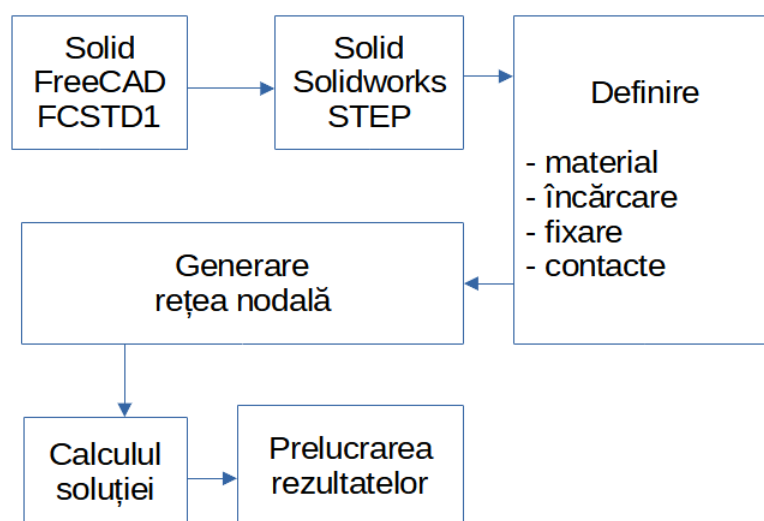 Solid
FreeCAD
FCSTD1
Solid
Solidworks
STEP
Definire
- material
- încărcare
- fixare
- contacte
Generare
rețea nodală
Calculul
soluției
Prelucrarea
rezultatelor